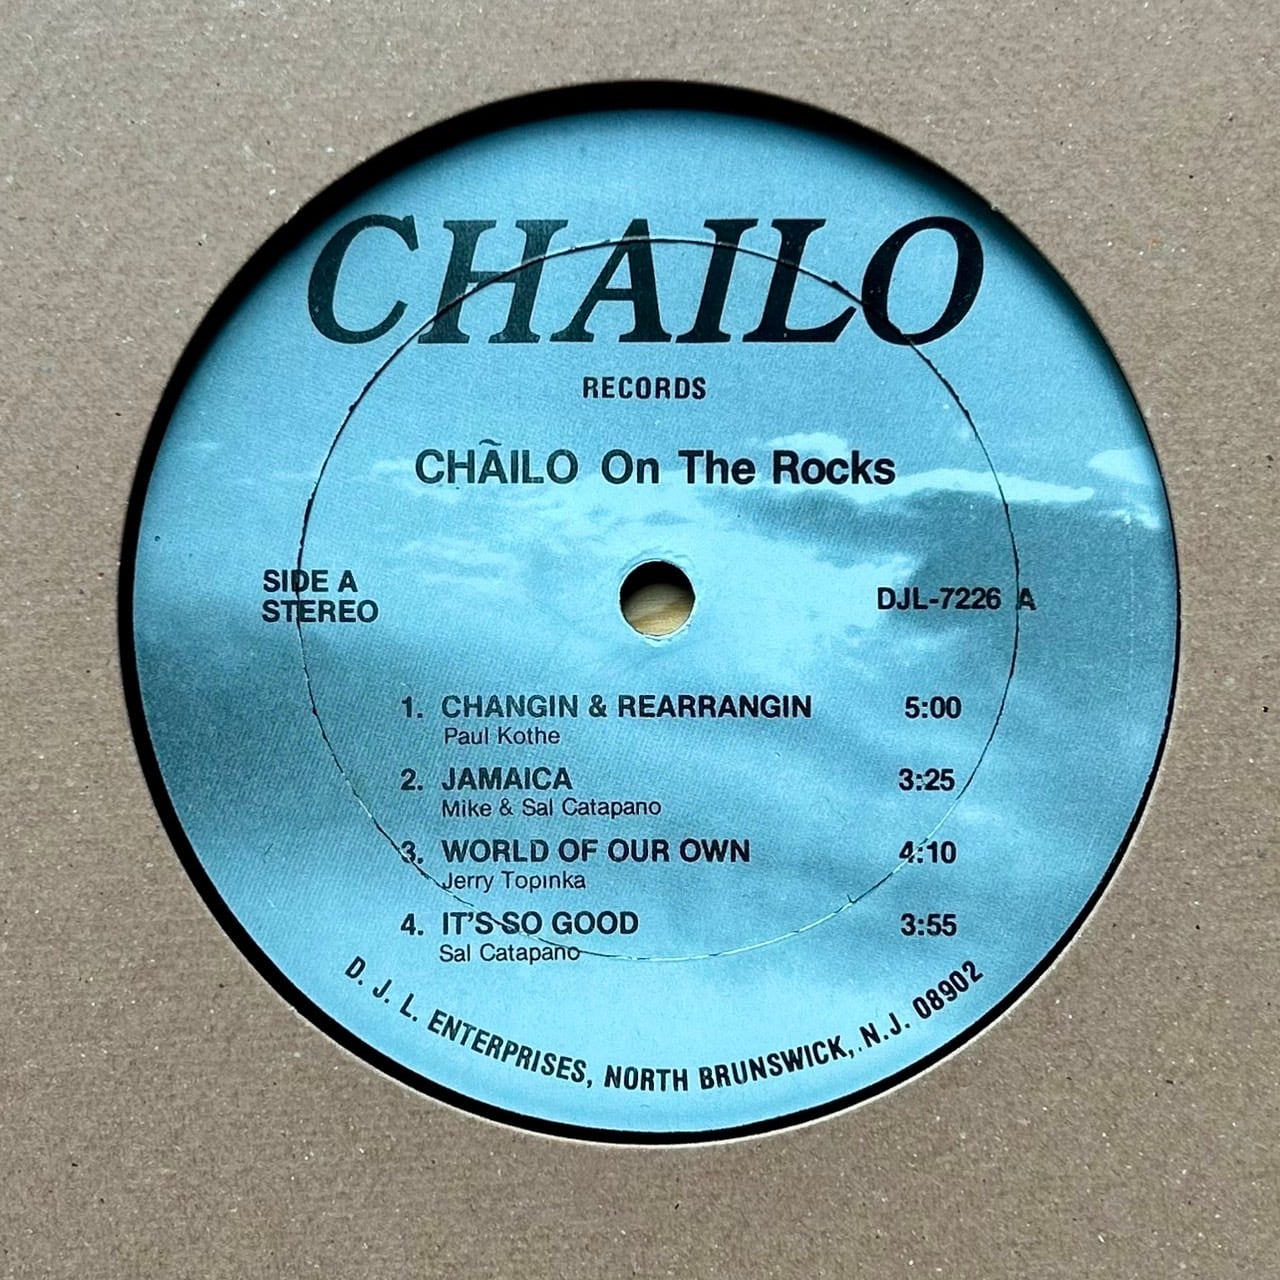 CHAILO
RECORDS
CHÃILO On The Rocks
SIDE A
STEREO
DJL-7226 A
1. CHANGIN & REARRANGIN 5:00
Paul Kothe
2. JAMAICA 3:25
Mike & Sal Catapano
3. WORLD OF OUR OWN 4:10
Jerry Topinka
4. IT'S SO GOOD 3:55
Sal Catapano
D. J. L. ENTERPRISES, NORTH BRUNSWICK, N.J. 08902